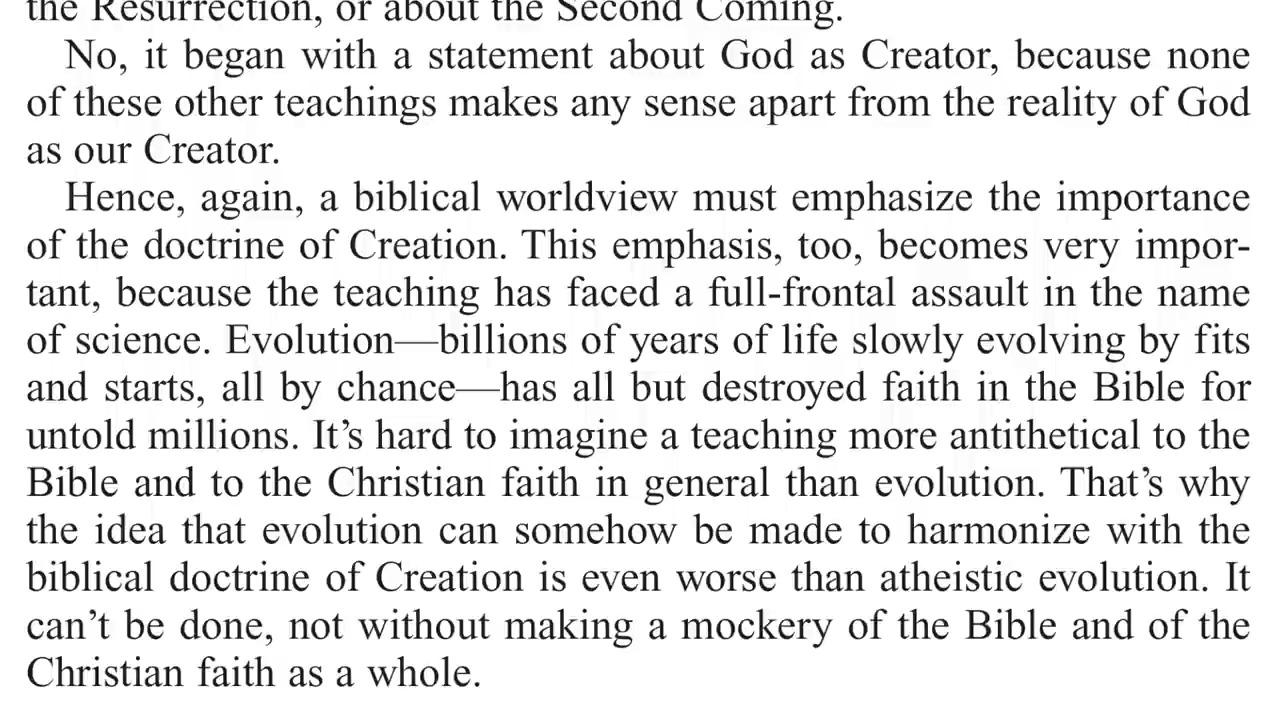 the Resurrection, or about the Second Coming.
No, it began with a statement about God as Creator, because none
of these other teachings makes any sense apart from the reality of God
as our Creator.
Hence, again, a biblical worldview must emphasize the importance
of the doctrine of Creation. This emphasis, too, becomes very impor-
tant, because the teaching has faced a full-frontal assault in the name
of science. Evolution—billions of years of life slowly evolving by fits
and starts, all by chance—has all but destroyed faith in the Bible for
untold millions. It’s hard to imagine a teaching more antithetical to the
Bible and to the Christian faith in general than evolution. That’s why
the idea that evolution can somehow be made to harmonize with the
biblical doctrine of Creation is even worse than atheistic evolution. It
can’t be done, not without making a mockery of the Bible and of the
Christian faith as a whole.